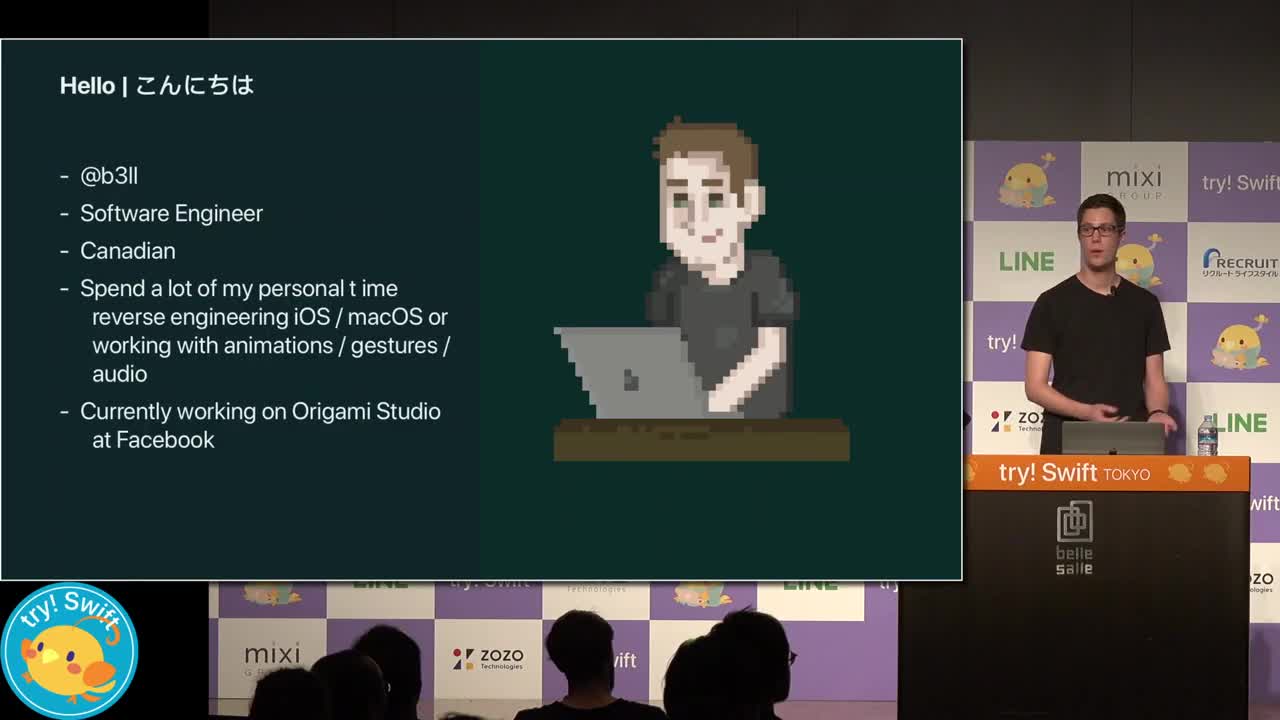 Hello | こんにちは
- @b3ll
- Software Engineer
- Canadian
- Spend a lot of my personal t ime
reverse engineering iOS / macOS or
working with animations / gestures /
audio
- Currently working on Origami Studio
at Facebook
mixi
GROUP
try! Swift
LINE
RECRUIT
リクルートライフスタイル
try!
ZOZO
Techno
LINE
try! Swift TOKYO
wift
belle
salle
ZOZO
ologies
LINE
try! Swift
Technologies
LINE
try! Swift
mixi
ZOZO
Technologies
wift